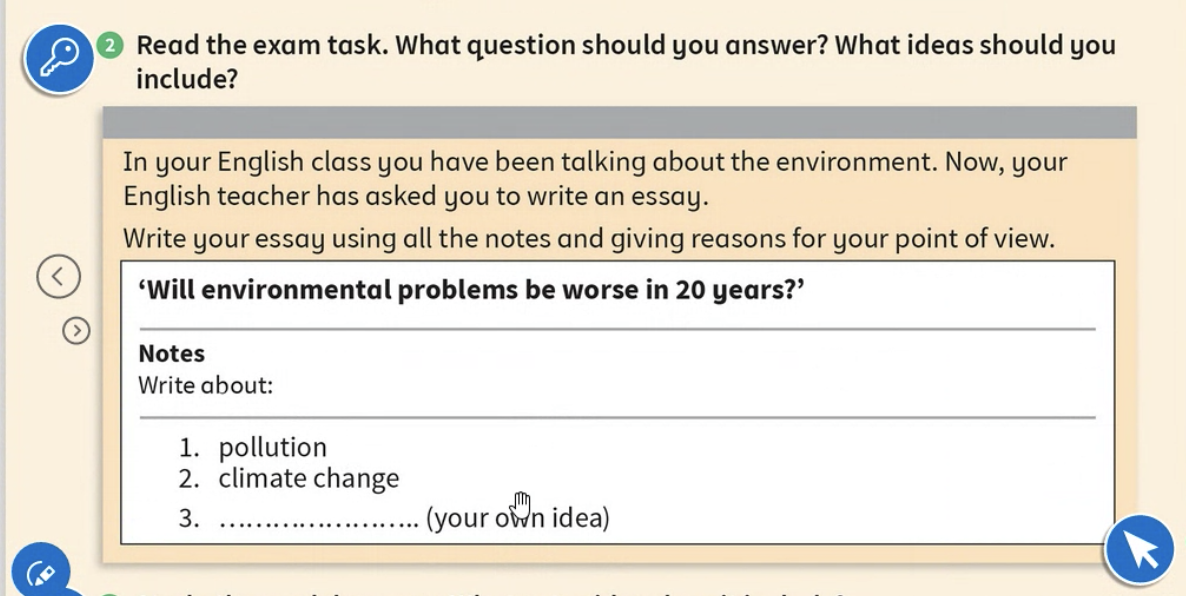 2 Read the exam task. What question should you answer? What ideas should you
include?
In your English class you have been talking about the environment. Now, your
English teacher has asked you to write an essay.
Write your essay using all the notes and giving reasons for your point of view.
‘Will environmental problems be worse in 20 years?’
Notes
Write about:
1. pollution
2. climate change
3. ………………….. (your own idea)